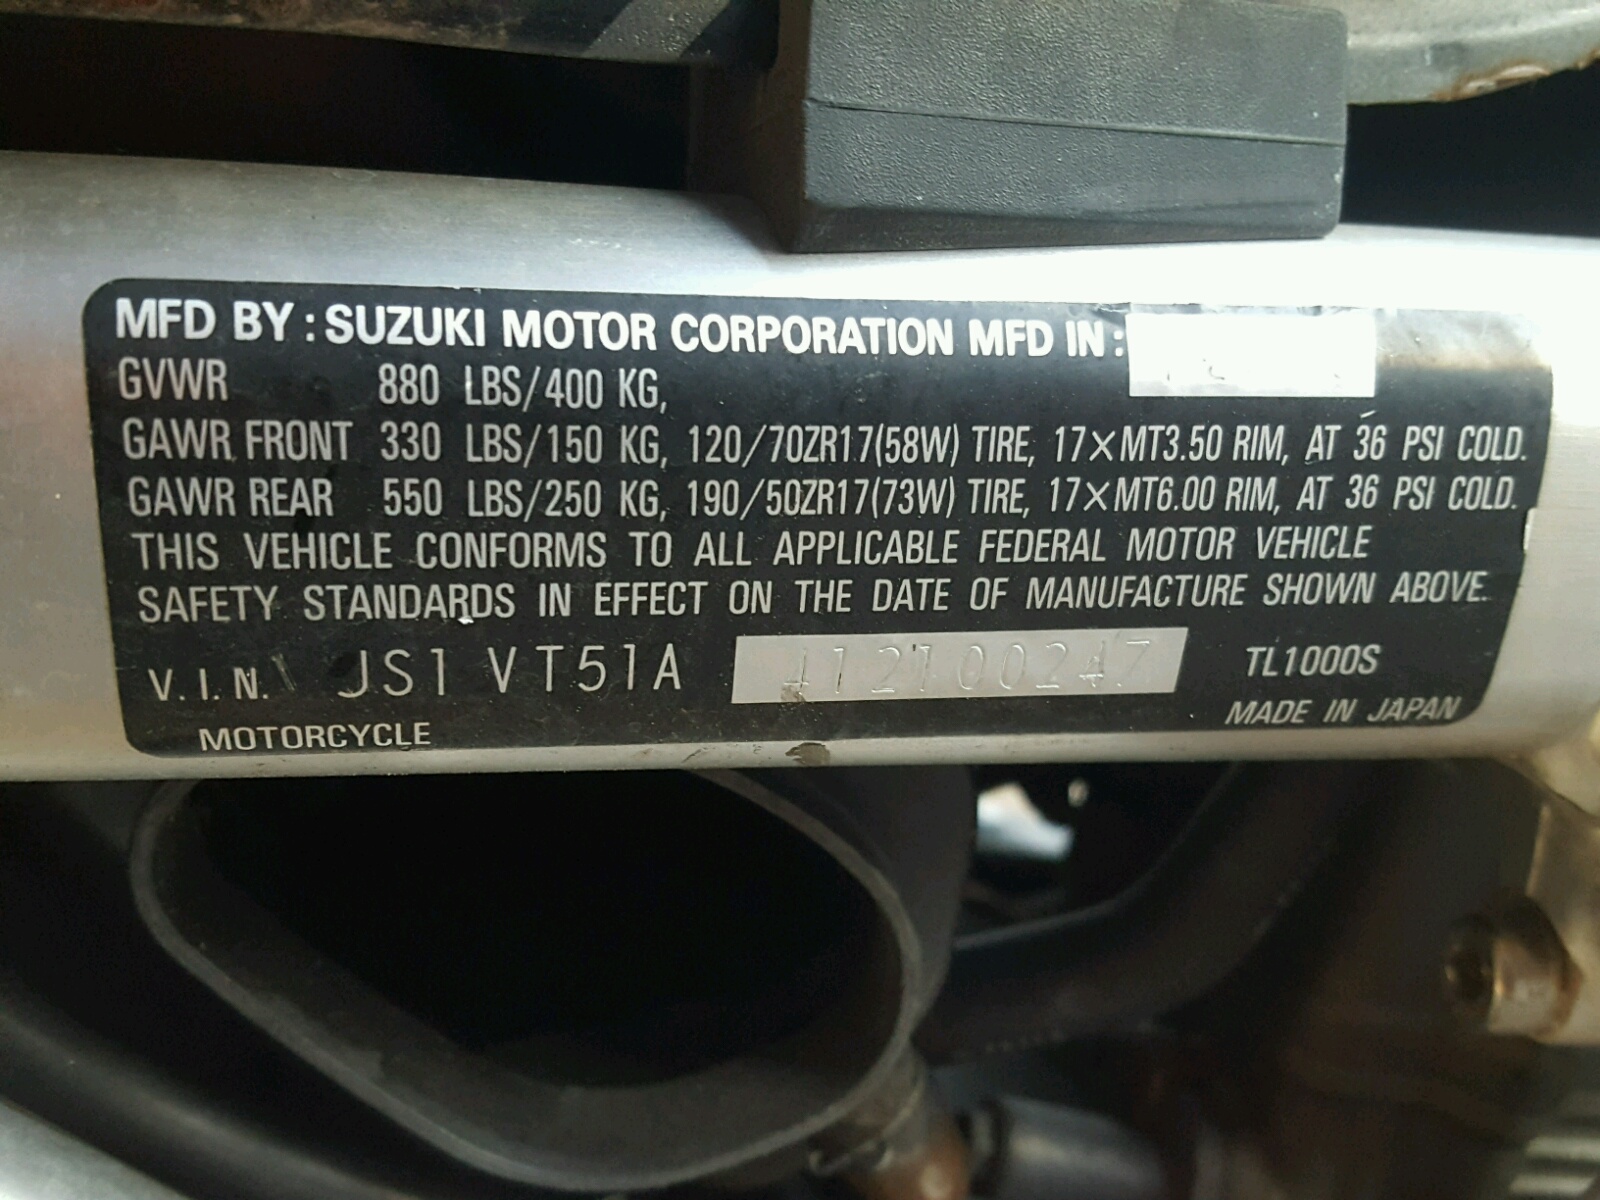 MFD BY : SUZUKI MOTOR CORPORATION MFD IN :
GVWR 880 LBS/400 KG,
GAWR FRONT 330 LBS/150 KG, 120/70ZR17(58W) TIRE, 17×MT3.50 RIM, AT 36 PSI COLD.
GAWR REAR 550 LBS/250 KG, 190/50ZR17(73W) TIRE, 17×MT6.00 RIM, AT 36 PSI COLD.
THIS VEHICLE CONFORMS TO ALL APPLICABLE FEDERAL MOTOR VEHICLE
SAFETY STANDARDS IN EFFECT ON THE DATE OF MANUFACTURE SHOWN ABOVE.
V.I.N. JS1VT51A 412100247 TL1000S
MOTORCYCLE MADE IN JAPAN